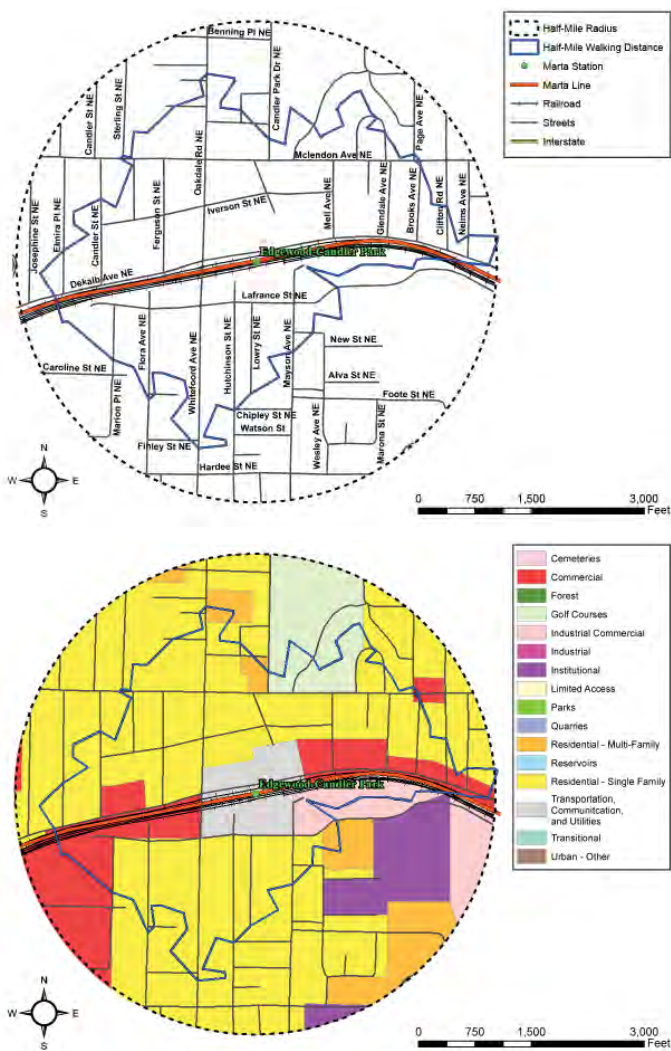 Half-Mile Radius
Half-Mile Walking Distance
Marta Station
Marta Line
Railroad
Streets
Interstate
Benning Pl NE
Candler St NE
Sterling St NE
Candler Park Dr NE
Page Ave NE
Oakdale Rd NE
Mclendon Ave NE
Josephine St NE
Elmira Pl NE
Candler St NE
Ferguson St NE
Iverson St NE
Mell Ave NE
Glendale Ave NE
Brooks Ave NE
Clifton Rd NE
Nelms Ave NE
Edgewood-Candler Park
Dekalb Ave NE
Lafrance St NE
Flora Ave NE
Whitefoord Ave NE
Hutchinson St NE
Lowry St NE
Mayson Ave NE
New St NE
Caroline St NE
Alva St NE
Marion Pl NE
Foote St NE
Chipley St NE
Watson St
Wesley Ave NE
Marona St NE
Finley St NE
Hardee St NE
N
W E
S
0 750 1,500 3,000
Feet
Cemeteries
Commercial
Forest
Golf Courses
Industrial Commercial
Industrial
Institutional
Limited Access
Parks
Quarries
Residential - Multi-Family
Reservoirs
Residential - Single Family
Transportation,
Communitcation, and Utilities
Transitional
Urban - Other
Edgewood-Candler Park
N
W E
S
0 750 1,500 3,000
Feet